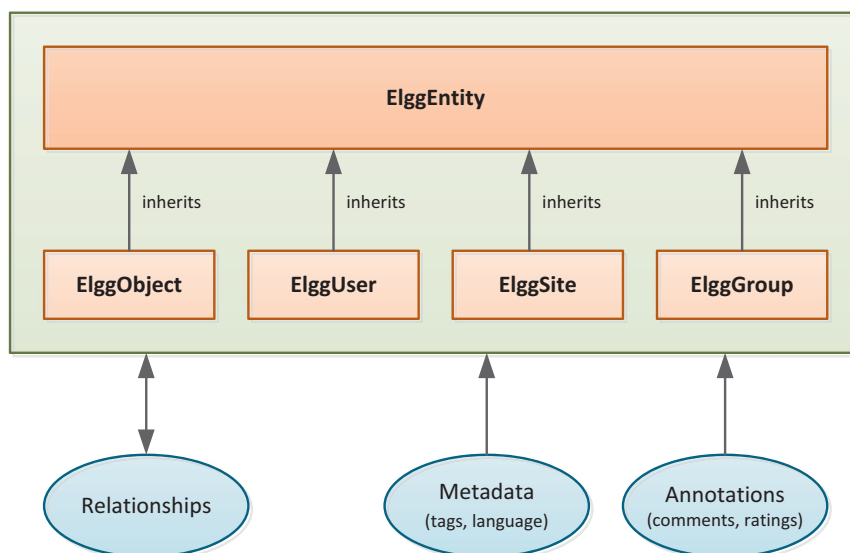 ElggEntity
inherits
inherits
inherits
inherits
ElggObject
ElggUser
ElggSite
ElggGroup
Relationships
Metadata
(tags, language)
Annotations
(comments, ratings)